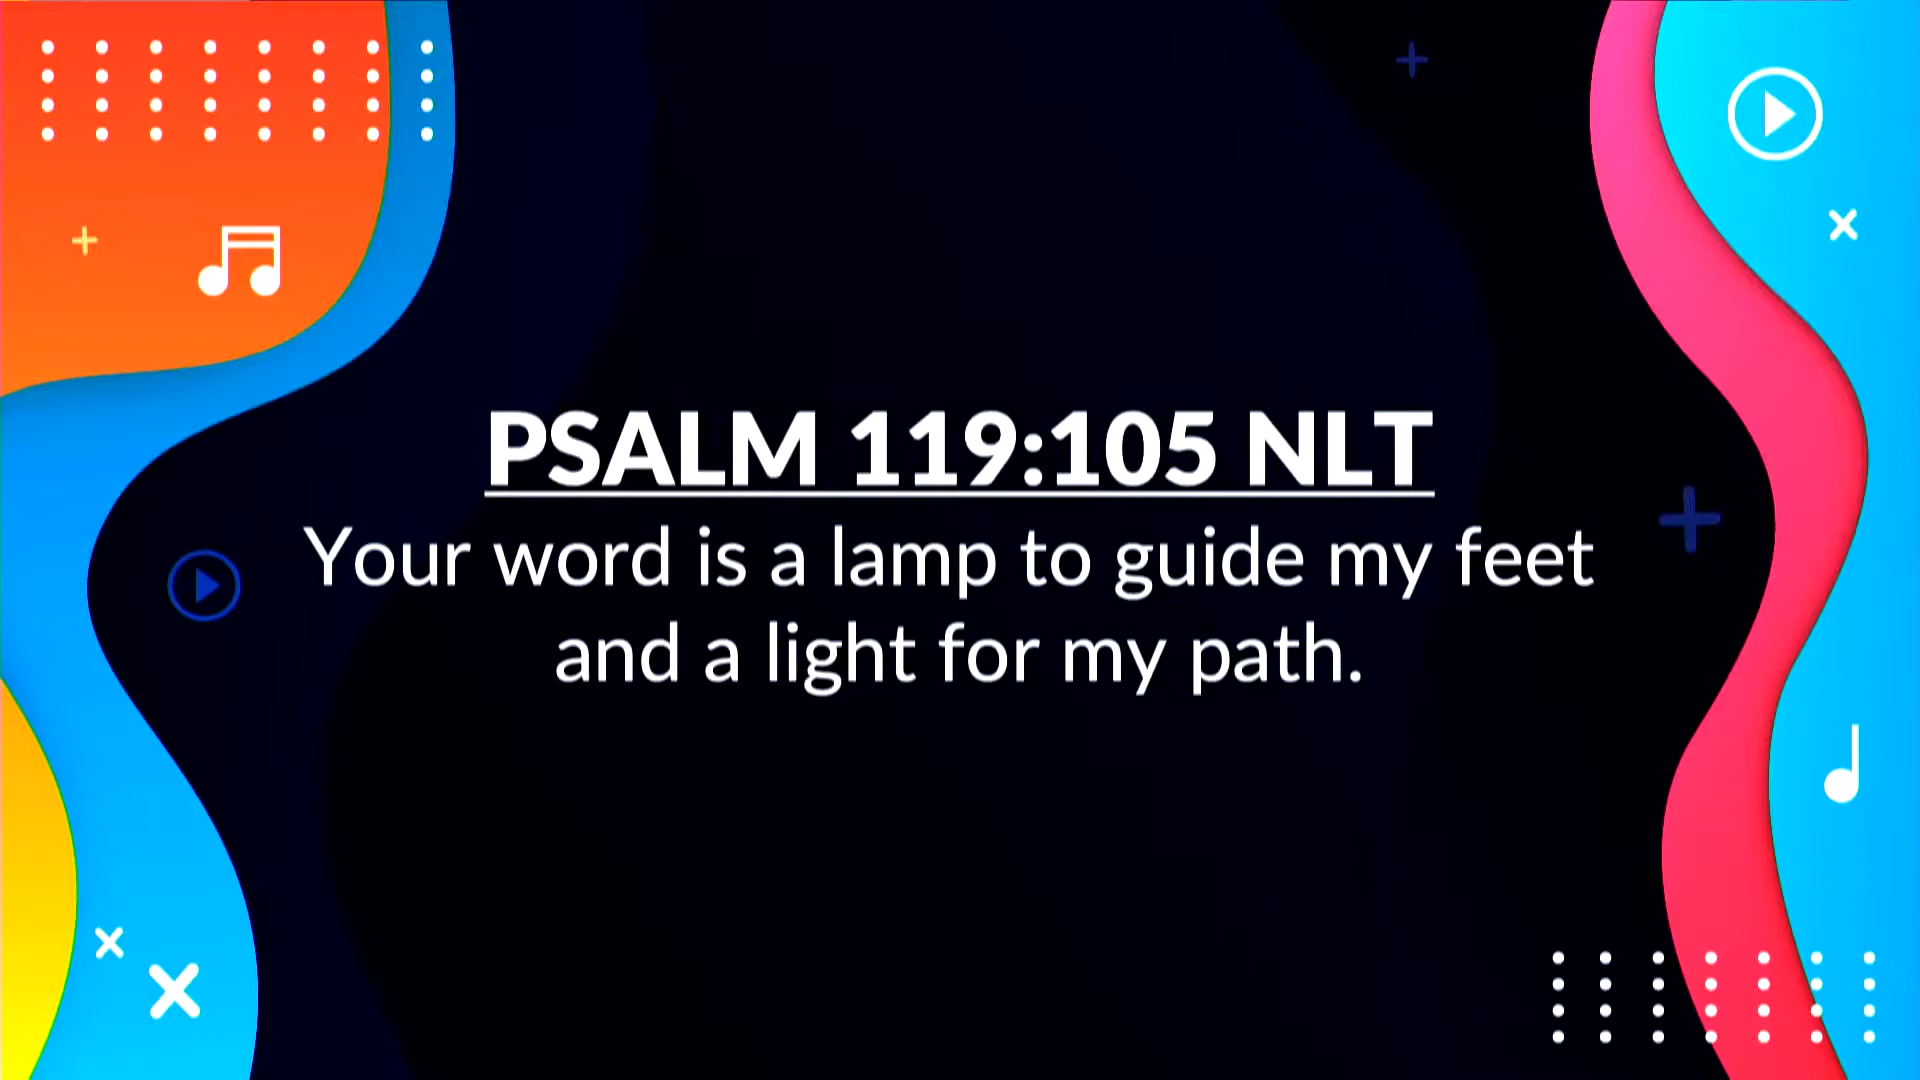 PSALM 119:105 NLT
Your word is a lamp to guide my feet
and a light for my path.